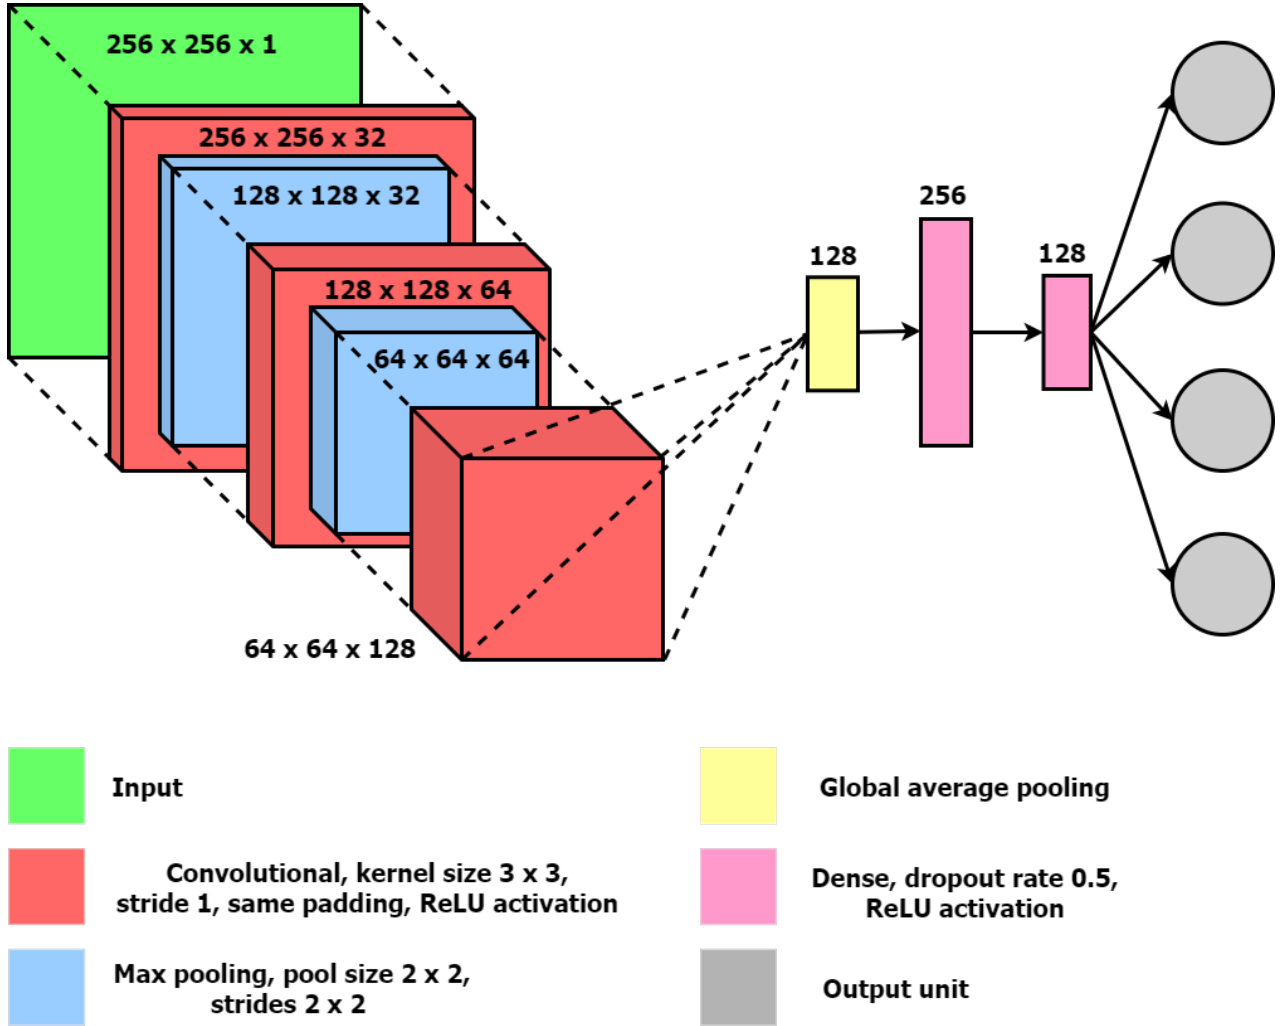 256 x 256 x 1
256 x 256 x 32
128 x 128 x 32
128 x 128 x 64
64 x 64 x 64
64 x 64 x 128
128
256
128
Input
Convolutional, kernel size 3 x 3,
stride 1, same padding, ReLU activation
Max pooling, pool size 2 x 2,
strides 2 x 2
Global average pooling
Dense, dropout rate 0.5,
ReLU activation
Output unit